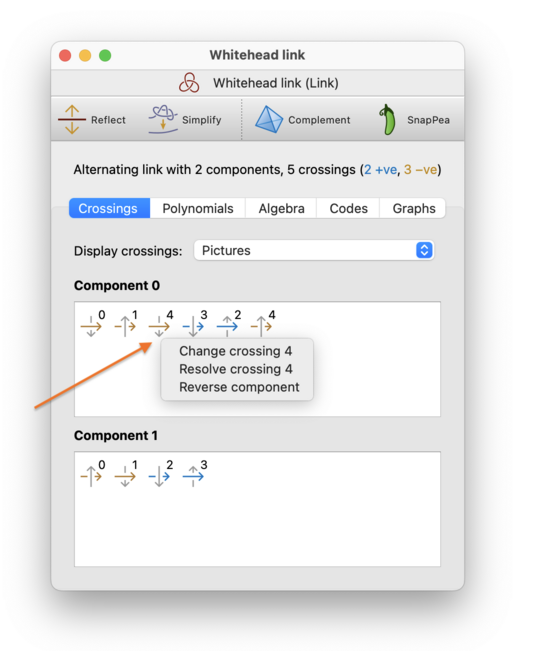 Whitehead link
Whitehead link (Link)
Reflect Simplify Complement SnapPea
Alternating link with 2 components, 5 crossings (2 +ve, 3 −ve)
Crossings Polynomials Algebra Codes Graphs
Display crossings: Pictures
Component 0
0 1 4 3 2 4
Change crossing 4
Resolve crossing 4
Reverse component
Component 1
0 1 2 3